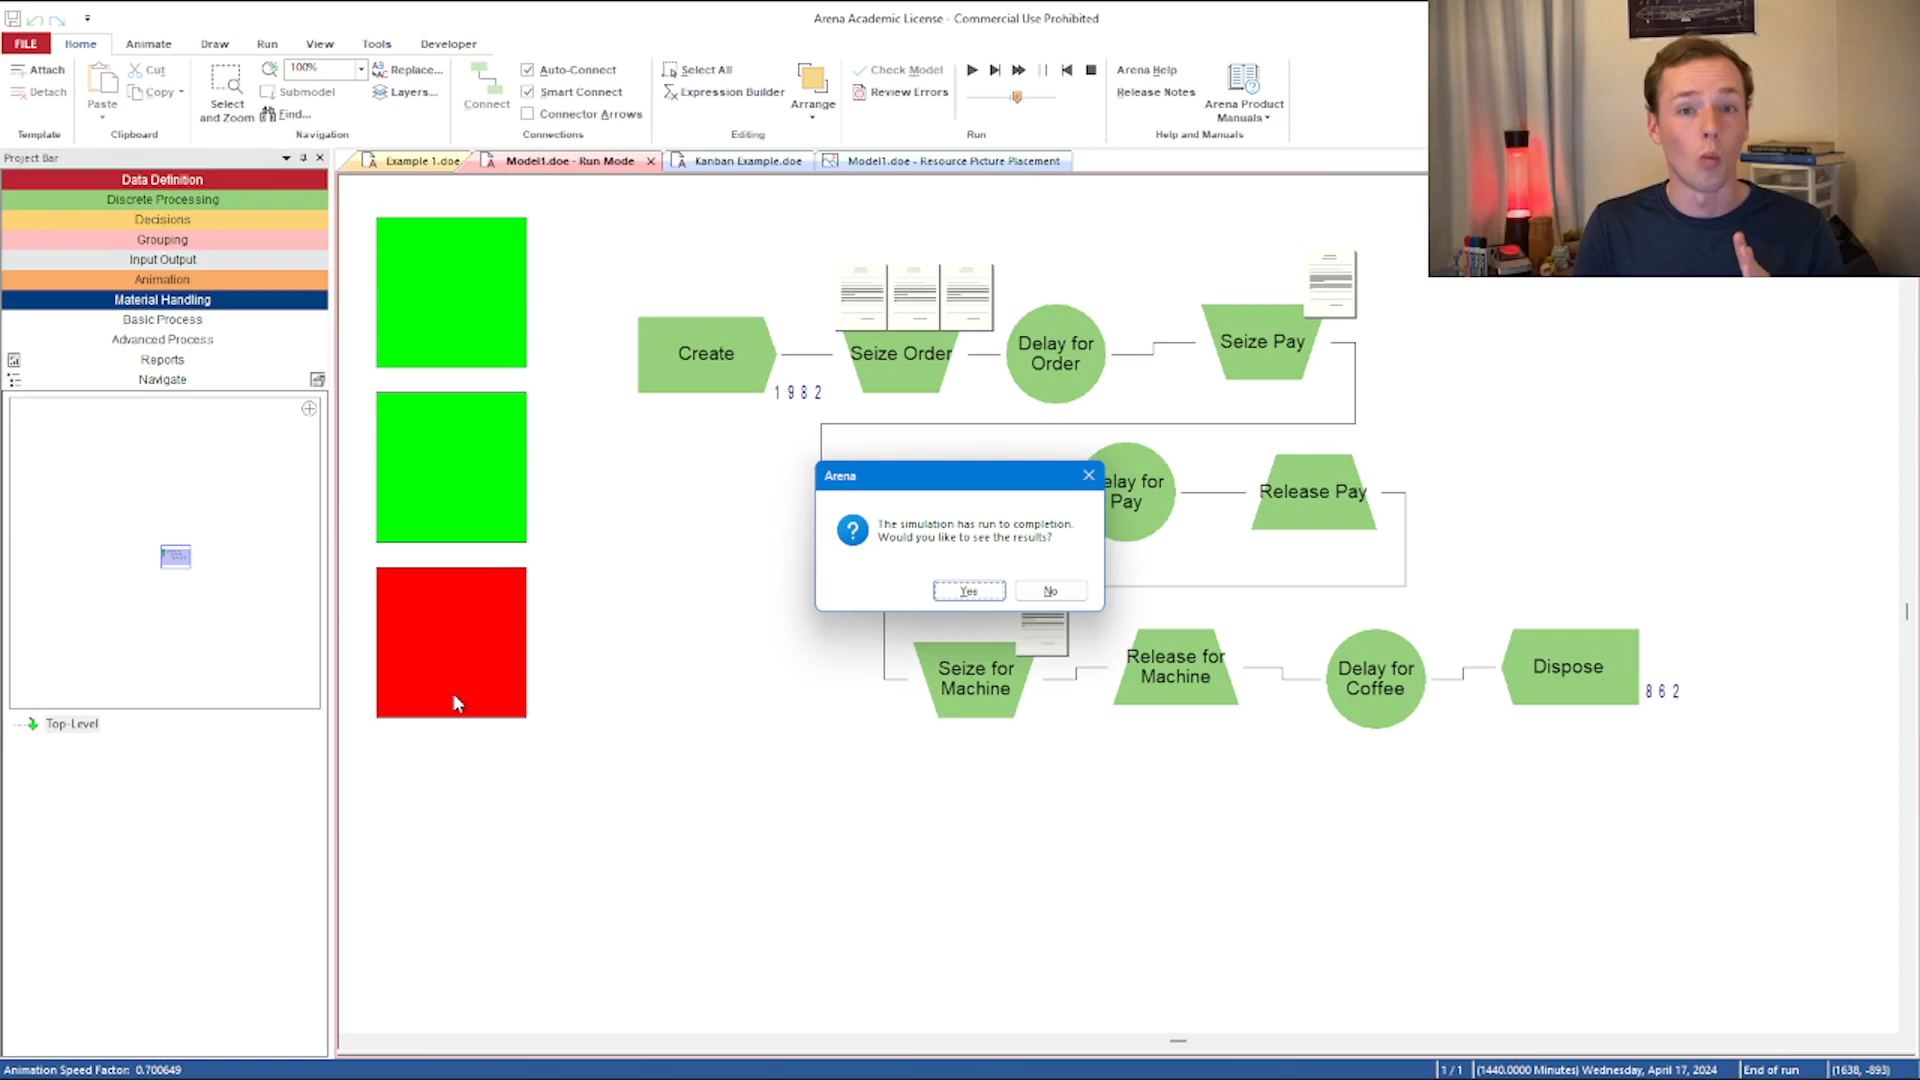 Arena Academic License - Commercial Use Prohibited
FILE Home Animate Draw Run View Tools Developer
Attach
Detach
Template
Paste
Cut
Copy
Clipboard
Select
and Zoom
100%
Submodel
Find...
Navigation
Replace...
Layers...
Connect
Auto-Connect
Smart Connect
Connector Arrows
Connections
Select All
Expression Builder
Arrange
Editing
Check Model
Review Errors
Run
Arena Help
Release Notes
Arena Product
Manuals
Help and Manuals
Project Bar
Data Definition
Discrete Processing
Decisions
Grouping
Input Output
Animation
Material Handling
Basic Process
Advanced Process
Reports
Navigate
Top-Level
Example 1.doe
Model1.doe - Run Mode
Kanban Example.doe
Model1.doe - Resource Picture Placement
Create
1982
Seize Order
Delay for
Order
Seize Pay
elay for
Pay
Release Pay
Arena
The simulation has run to completion.
Would you like to see the results?
Yes
No
Seize for
Machine
Release for
Machine
Delay for
Coffee
Dispose
862
Animation Speed Factor: 0.700649
1 / 1
(1440.0000 Minutes) Wednesday, April 17, 2024
End of run
(1638, -893)